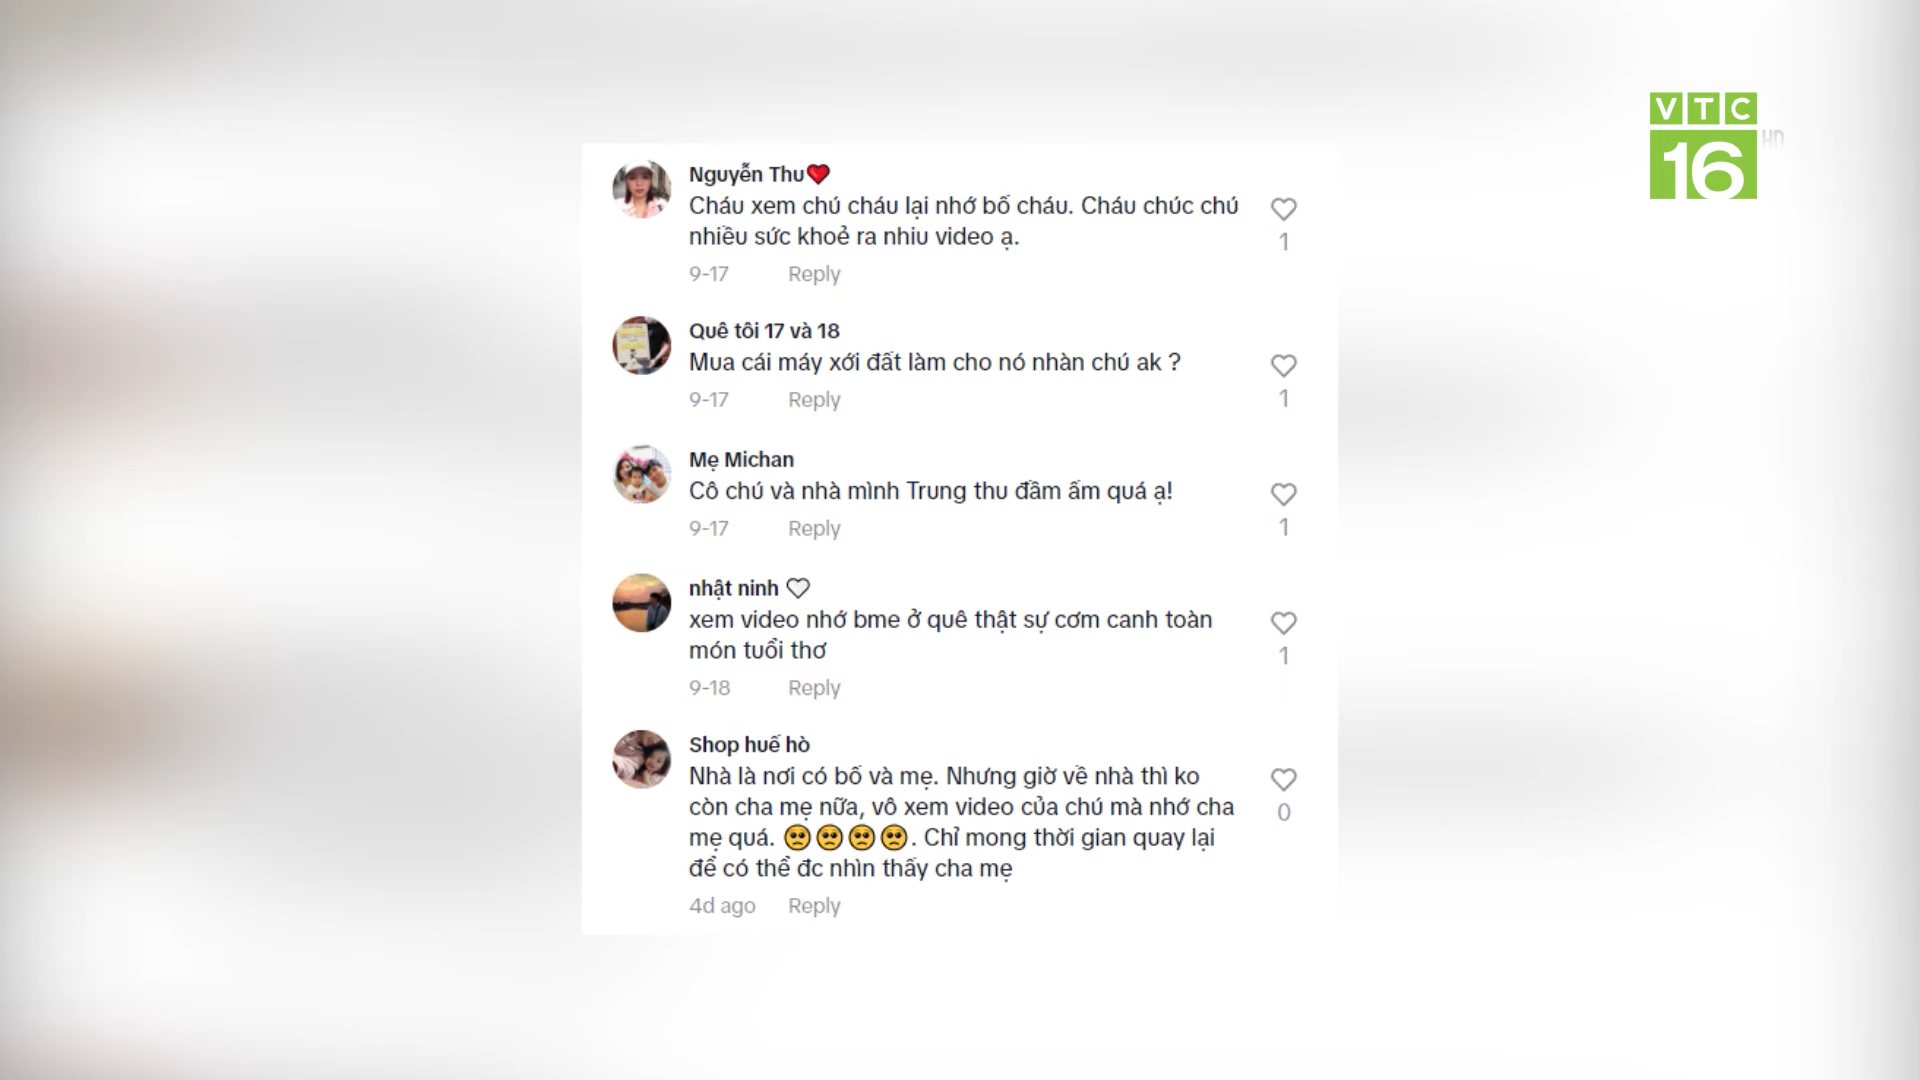 VTC
16 HD
Nguyễn Thu❤️
Cháu xem chú cháu lại nhớ bố cháu. Cháu chúc chú
nhiều sức khoẻ ra nhiu video ạ.
1
9-17 Reply
Quê tôi 17 và 18
Mua cái máy xới đất làm cho nó nhàn chú ak ?
1
9-17 Reply
Mẹ Michan
Cô chú và nhà mình Trung thu đầm ấm quá ạ!
1
9-17 Reply
nhật ninh ♡
xem video nhớ bme ở quê thật sự cơm canh toàn
món tuổi thơ
1
9-18 Reply
Shop huế hò
Nhà là nơi có bố và mẹ. Nhưng giờ về nhà thì ko
còn cha mẹ nữa, vô xem video của chú mà nhớ cha
mẹ quá. 🥺🥺🥺🥺. Chỉ mong thời gian quay lại
để có thể đc nhìn thấy cha mẹ
0
4d ago Reply